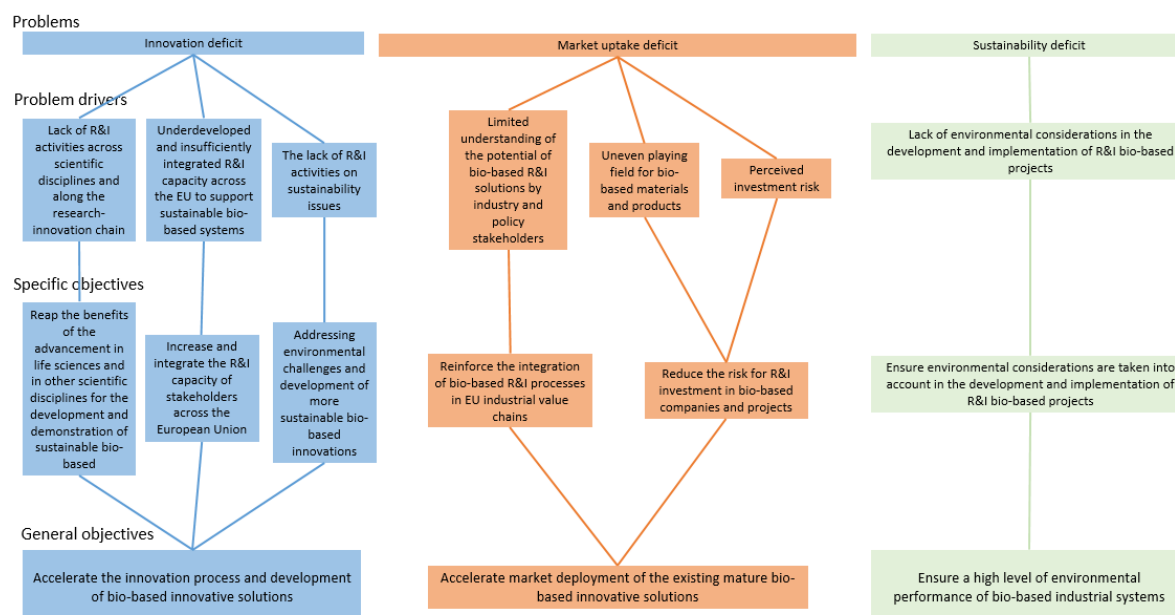 Problems
Innovation deficit
Market uptake deficit
Sustainability deficit
Problem drivers
Lack of R&I
activities across
scientific
disciplines and
along the
research-
innovation chain
Underdeveloped
and insufficiently
integrated R&I
capacity across
the EU to support
sustainable bio-
based systems
The lack of R&I
activities on
sustainability
issues
Limited
understanding of
the potential of
bio-based R&I
solutions by
industry and
policy
stakeholders
Uneven playing
field for bio-
based materials
and products
Perceived
investment risk
Lack of environmental considerations in the
development and implementation of R&I bio-based
projects
Specific objectives
Reap the benefits
of the
advancement in
life sciences and
in other scientific
disciplines for the
development and
demonstration of
sustainable bio-
based
Increase and
integrate the R&I
capacity of
stakeholders
across the
European Union
Addressing
environmental
challenges and
development of
more
sustainable bio-
based
innovations
Reinforce the integration
of bio-based R&I processes
in EU industrial value
chains
Reduce the risk for R&I
investment in bio-based
companies and projects
Ensure environmental considerations are taken into
account in the development and implementation of
R&I bio-based projects
General objectives
Accelerate the innovation process and development
of bio-based innovative solutions
Accelerate market deployment of the existing mature bio-
based innovative solutions
Ensure a high level of environmental
performance of bio-based industrial systems